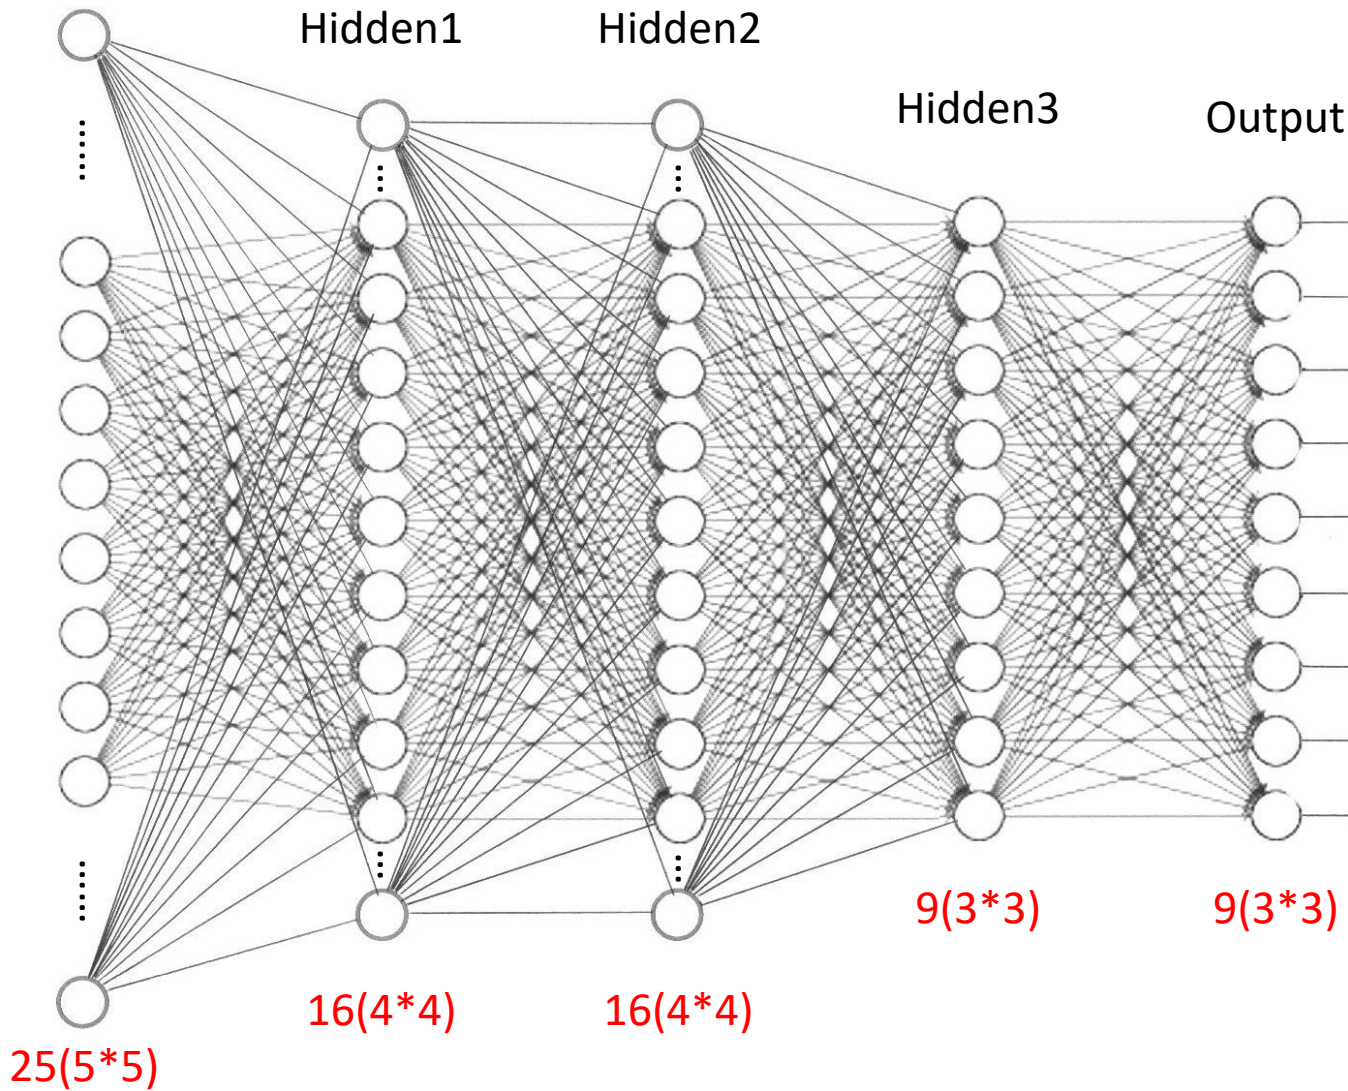 Hidden1
Hidden2
Hidden3
Output
9(3*3)
9(3*3)
16(4*4)
16(4*4)
25(5*5)